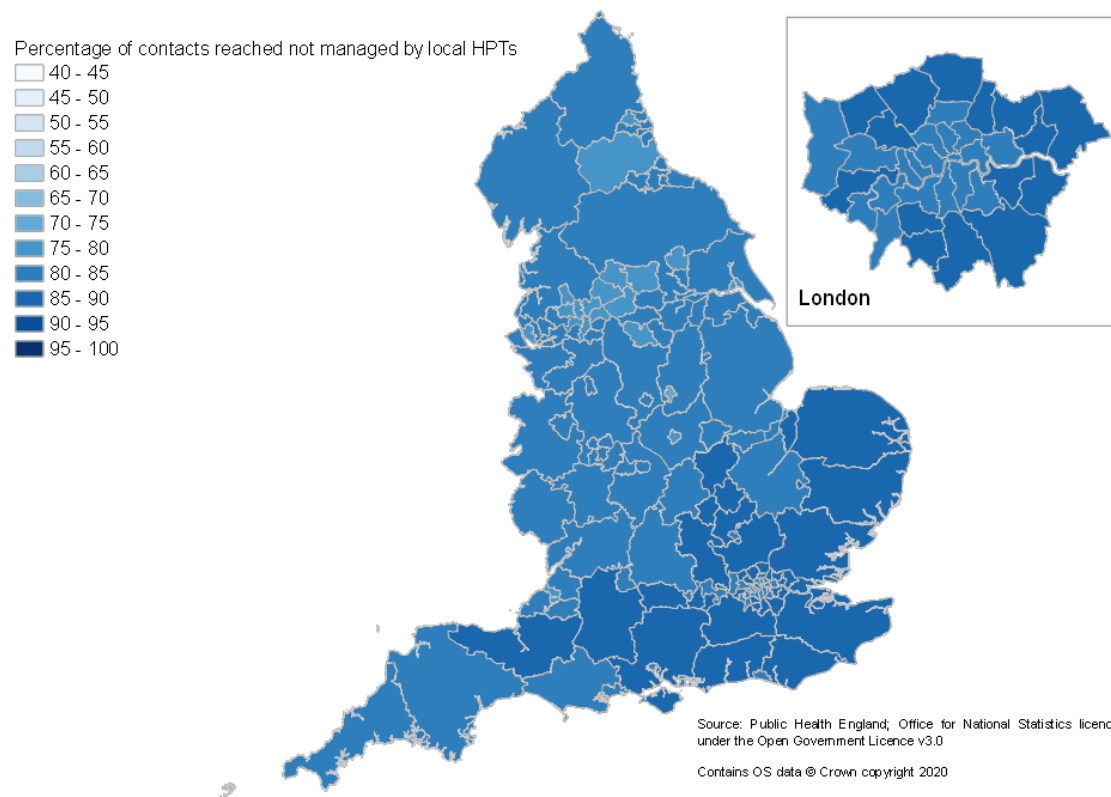 Percentage of contacts reached not managed by local HPTs
40 - 45
45 - 50
50 - 55
55 - 60
60 - 65
65 - 70
70 - 75
75 - 80
80 - 85
85 - 90
90 - 95
95 - 100
London
Source: Public Health England; Office for National Statistics licenc
under the Open Government Licence v3.0
Contains OS data © Crown copyright 2020